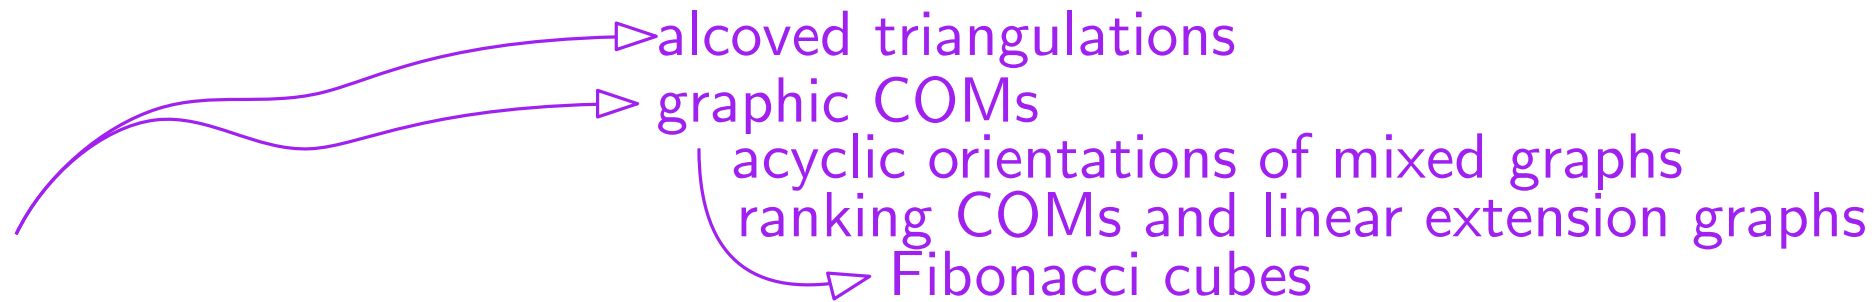 alcoved triangulations
graphic COMs
acyclic orientations of mixed graphs
ranking COMs and linear extension graphs
Fibonacci cubes